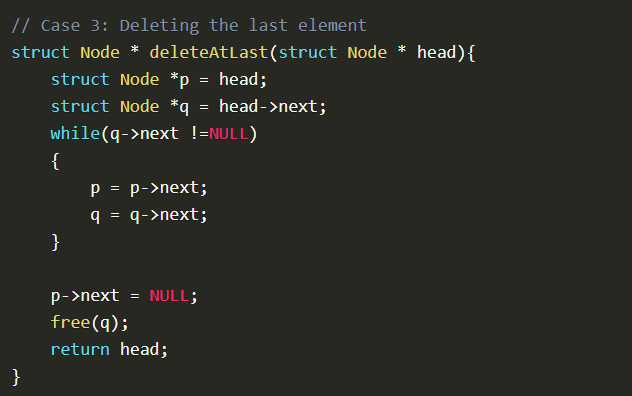 // Case 3: Deleting the last element
struct Node * deleteAtLast(struct Node * head){
    struct Node *p = head;
    struct Node *q = head->next;
    while(q->next !=NULL)
    {
        p = p->next;
        q = q->next;
    }

    p->next = NULL;
    free(q);
    return head;
}